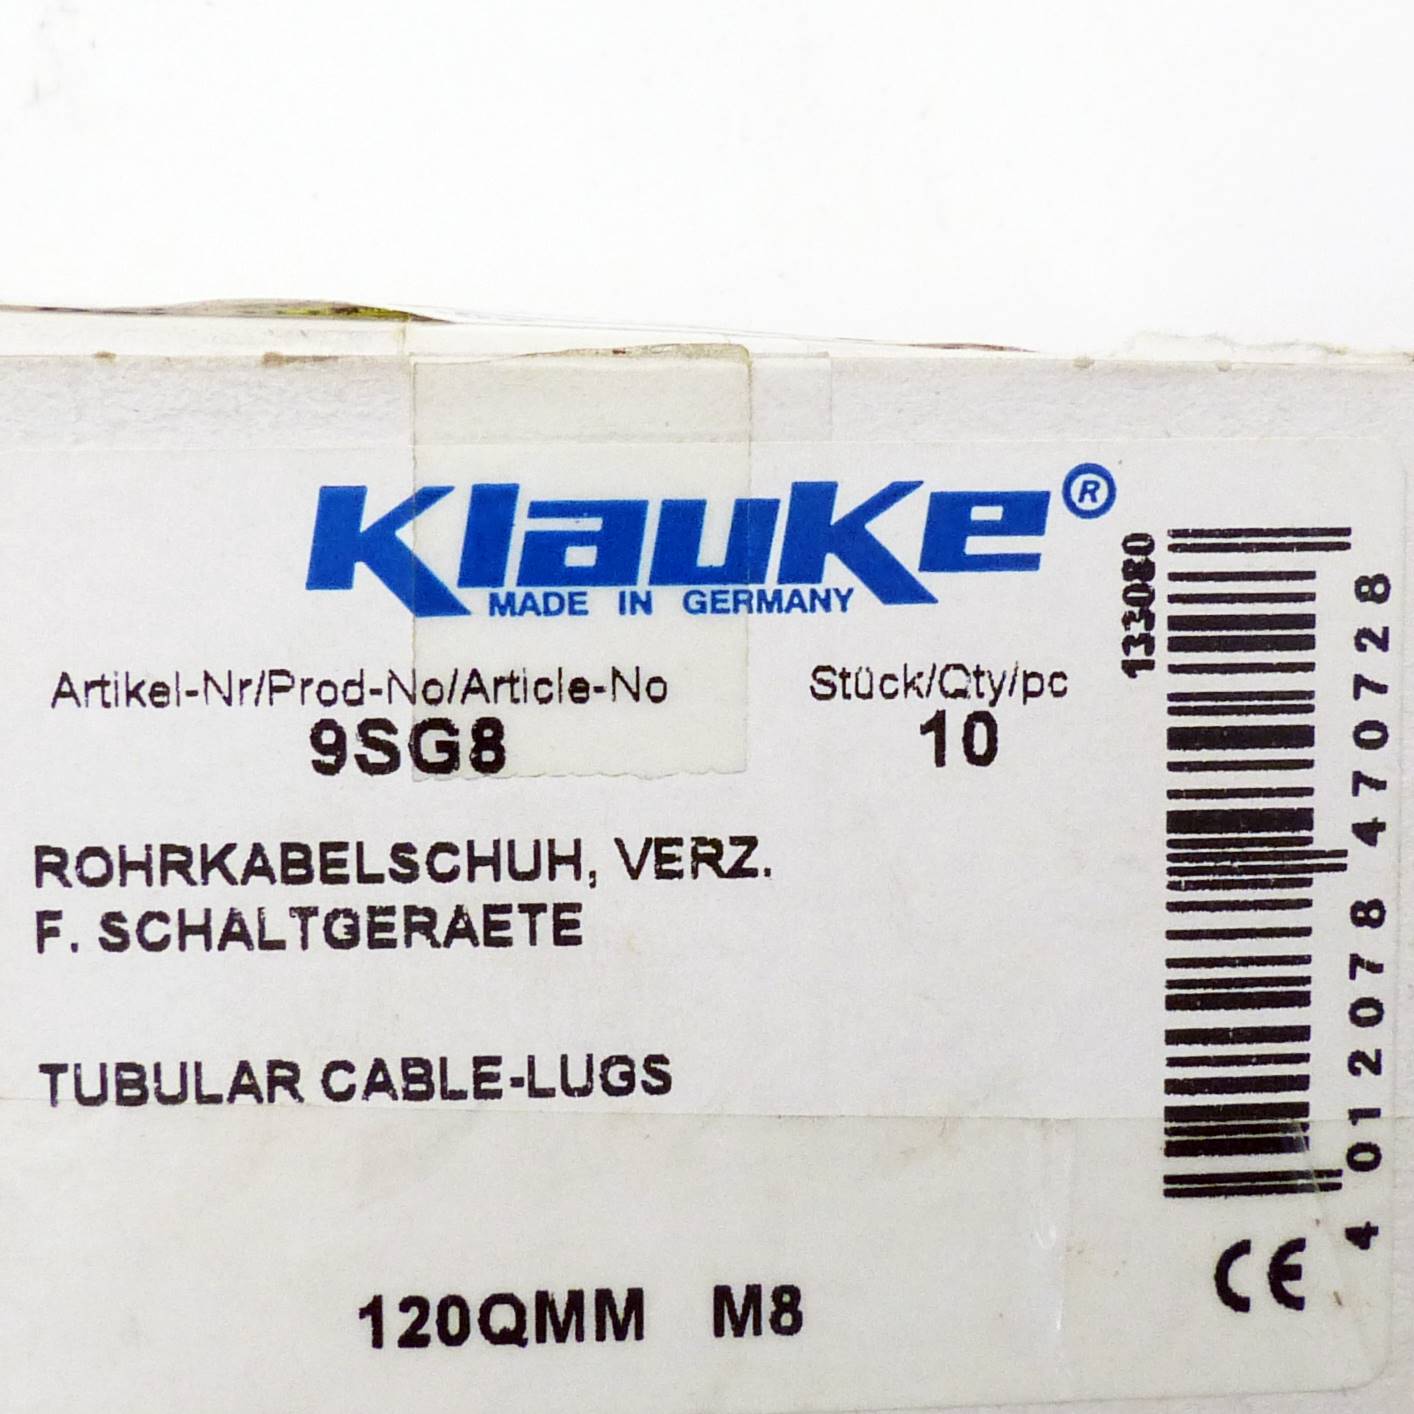 Klauke®
MADE IN GERMANY
Artikel-Nr/Prod-No/Article-No
Stück/Qty/pc
9SG8
10
ROHRKABELSCHUH, VERZ.
F. SCHALTGERAETE
TUBULAR CABLE-LUGS
120QMM M8
133080
4 012078 470728
CE